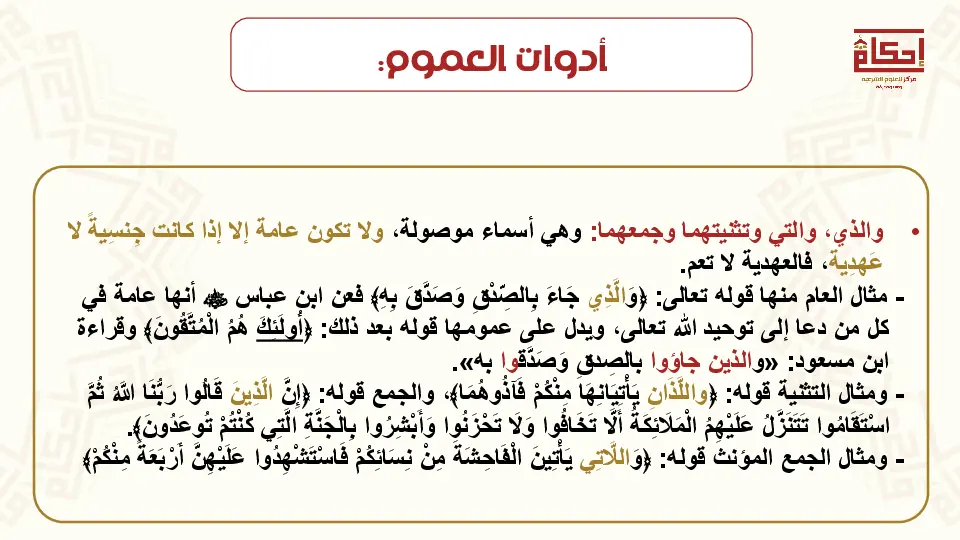 أدوات العموم:
إحكام
مركز للعلوم الشرعية
• والذي، والتي وتثنيتهما وجمعهما: وهي أسماء موصولة، ولا تكون عامة إلا إذا كانت جِنسِيةً لا
عَهدِية، فالعهدية لا تعم.
- مثال العام منها قوله تعالى: ﴿وَالَّذِي جَاءَ بِالصِّدْقِ وَصَدَّقَ بِهِ﴾ فعن ابن عباس ﷺ أنها عامة في
كل من دعا إلى توحيد الله تعالى، ويدل على عمومها قوله بعد ذلك: ﴿أُولَئِكَ هُمُ الْمُتَّقُونَ﴾ وقراءة
ابن مسعود: «والذين جاؤوا بالصدق وَصَدَّقوا به».
- ومثال التثنية قوله: ﴿واللَّذَانِ يَأْتِيَانِهَا مِنْكُمْ فَآذُوهُمَا﴾، والجمع قوله: ﴿إِنَّ الَّذِينَ قَالُوا رَبُّنَا اللَّهُ ثُمَّ
اسْتَقَامُوا تَتَنَزَّلُ عَلَيْهِمُ الْمَلَائِكَةُ أَلَّا تَخَافُوا وَلَا تَحْزَنُوا وَأَبْشِرُوا بِالْجَنَّةِ الَّتِي كُنْتُمْ تُوعَدُونَ﴾.
- ومثال الجمع المؤنث قوله: ﴿وَاللَّاتِي يَأْتِينَ الْفَاحِشَةَ مِنْ نِسَائِكُمْ فَاسْتَشْهِدُوا عَلَيْهِنَّ أَرْبَعَةً مِنْكُمْ﴾